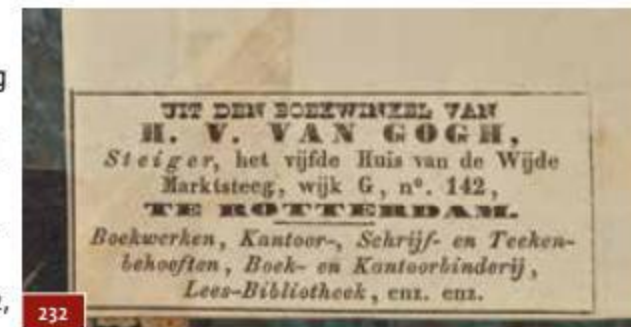 g
UIT DEN BOEKWINKEL VAN
H. V. VAN GOGH,
Steiger, het vijfde Huis van de Wijde
Marktsteeg, wijk G, nº. 142,
TE ROTTERDAM.
Boekwerken, Kantoor-, Schrijf- en Teeken-
behoeften, Boek- en Kantoorbinderij,
Lees-Bibliotheek, enz. enz.
,
232